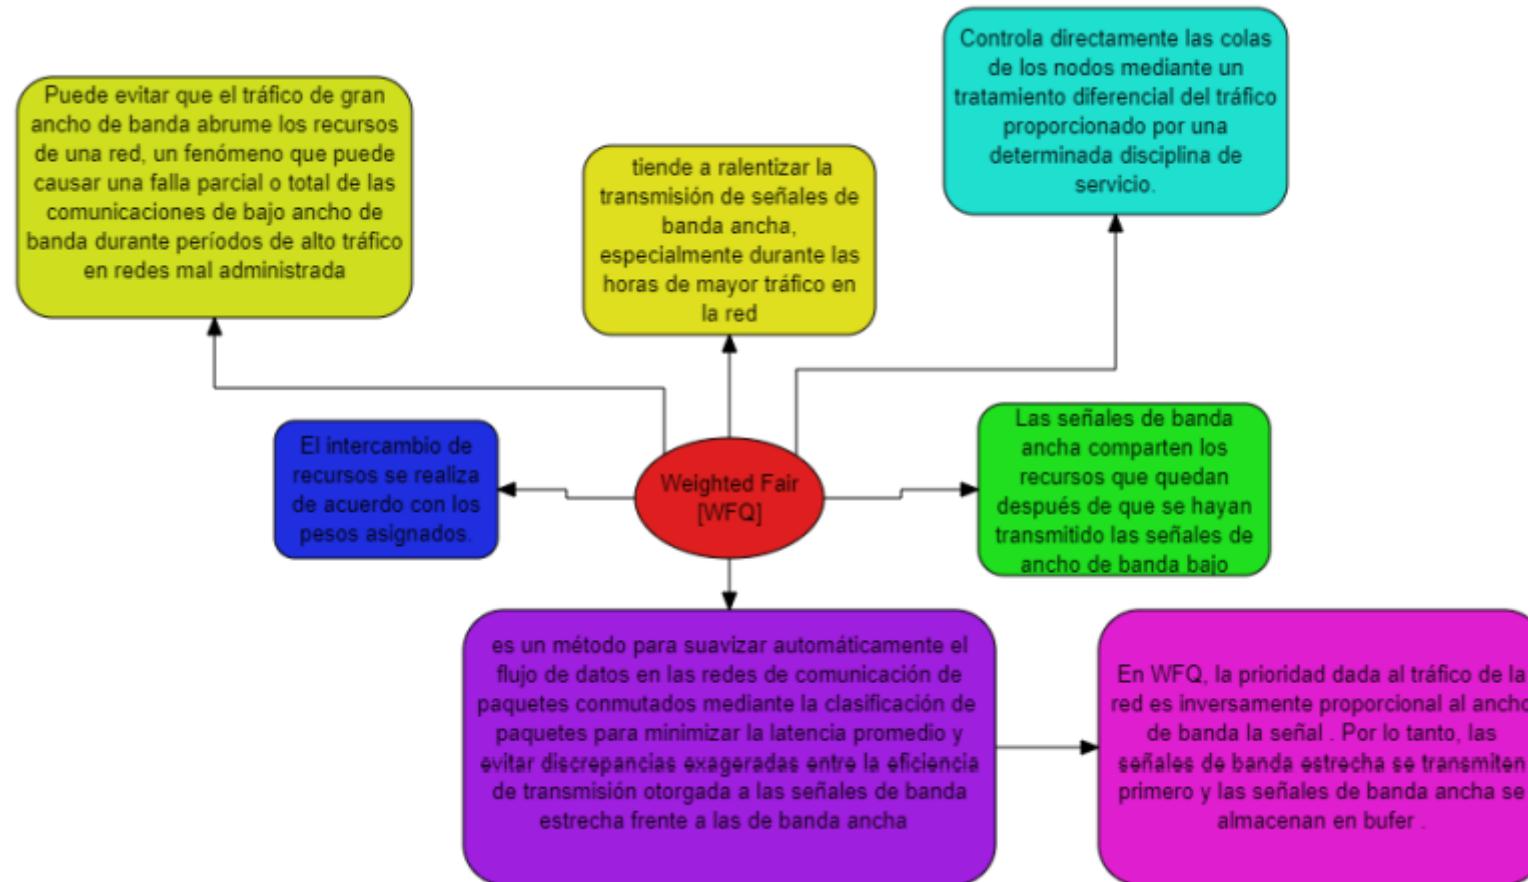 Puede evitar que el tráfico de gran
ancho de banda abrume los recursos
de una red, un fenómeno que puede
causar una falla parcial o total de las
comunicaciones de bajo ancho de
banda durante períodos de alto tráfico
en redes mal administrada
tiende a ralentizar la
transmisión de señales de
banda ancha,
especialmente durante las
horas de mayor tráfico en
la red
Controla directamente las colas
de los nodos mediante un
tratamiento diferencial del tráfico
proporcionado por una
determinada disciplina de
servicio.
El intercambio de
recursos se realiza
de acuerdo con los
pesos asignados.
Weighted Fair
[WFQ]
Las señales de banda
ancha comparten los
recursos que quedan
después de que se hayan
transmitido las señales de
ancho de banda bajo
es un método para suavizar automáticamente el
flujo de datos en las redes de comunicación de
paquetes conmutados mediante la clasificación de
paquetes para minimizar la latencia promedio y
evitar discrepancias exageradas entre la eficiencia
de transmisión otorgada a las señales de banda
estrecha frente a las de banda ancha
En WFQ, la prioridad dada al tráfico de la
red es inversamente proporcional al ancho
de banda la señal . Por lo tanto, las
señales de banda estrecha se transmiten
primero y las señales de banda ancha se
almacenan en bufer .